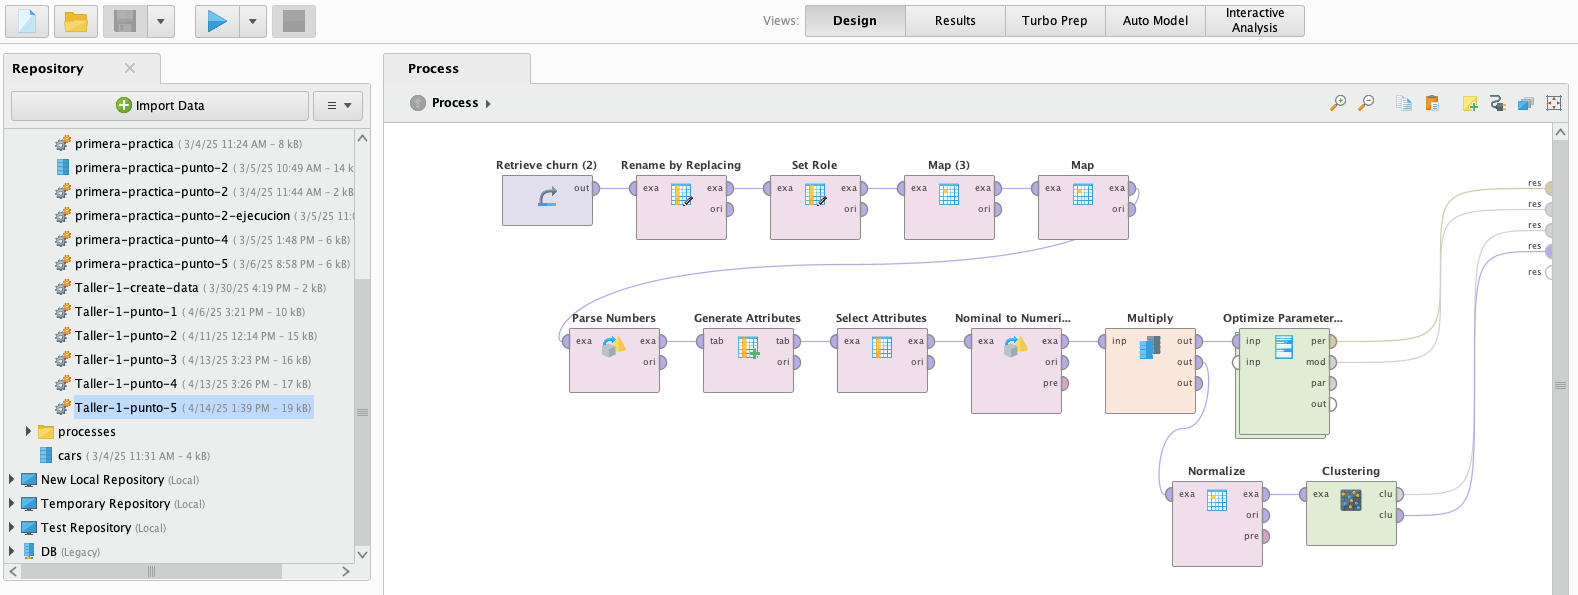 Views:
Design
Results
Turbo Prep
Auto Model
Interactive
Analysis
Repository
Import Data
primera-practica ( 3/4/25 11:24 AM – 8 kB)
primera-practica-punto-2 ( 3/5/25 10:49 AM – 14 k
primera-practica-punto-2 ( 3/4/25 11:44 AM – 2 kB
primera-practica-punto-2-ejecucion ( 3/5/25 11:
primera-practica-punto-4 ( 3/5/25 1:48 PM – 6 kB)
primera-practica-punto-5 ( 3/6/25 8:58 PM – 6 kB)
Taller-1-create-data ( 3/30/25 4:19 PM – 2 kB)
Taller-1-punto-1 ( 4/6/25 3:21 PM – 10 kB)
Taller-1-punto-2 ( 4/11/25 12:14 PM – 15 kB)
Taller-1-punto-3 ( 4/13/25 3:23 PM – 16 kB)
Taller-1-punto-4 ( 4/13/25 3:26 PM – 17 kB)
Taller-1-punto-5 ( 4/14/25 1:39 PM – 19 kB)
processes
cars ( 3/4/25 11:31 AM – 4 kB)
New Local Repository (Local)
Temporary Repository (Local)
Test Repository (Local)
DB (Legacy)
Process
Process
Retrieve churn (2)
out
Rename by Replacing
exa exa
ori
Set Role
exa exa
ori
Map (3)
exa exa
ori
Map
exa exa
ori
res
res
res
res
res
Parse Numbers
exa exa
ori
Generate Attributes
tab tab
ori
Select Attributes
exa exa
ori
Nominal to Numeri...
exa exa
ori
pre
Multiply
inp out
out
out
Optimize Parameter...
inp per
inp mod
par
out
Normalize
exa exa
ori
pre
Clustering
exa clu
clu